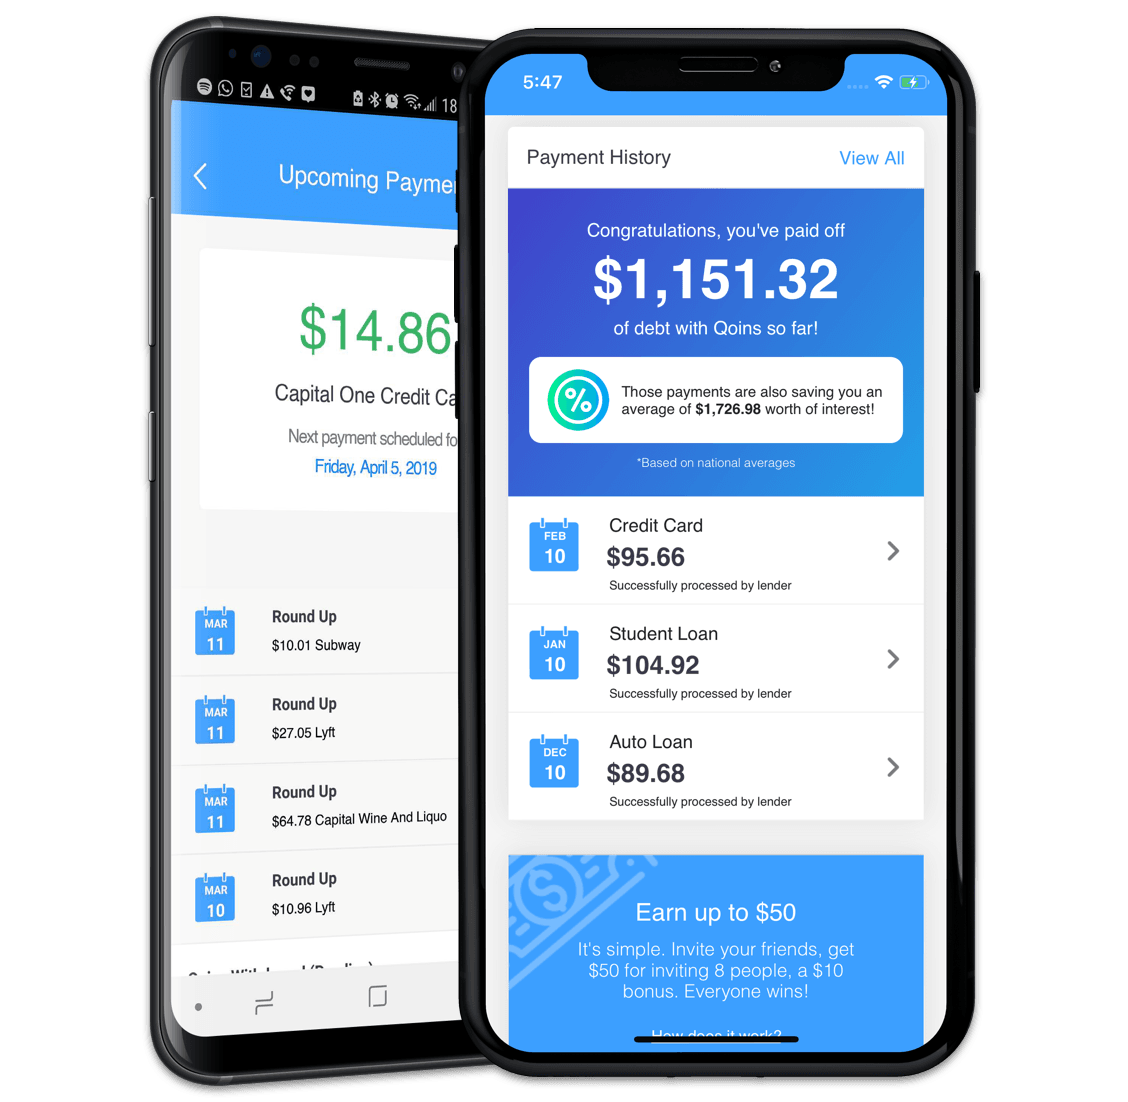 18
Upcoming
$14.86
Capital One Credit
Next payment scheduled
Friday, April 5, 2019
MAR
11
Round Up
$10.01 Subway
MAR
11
Round Up
$27.05 Lyft
MAR
11
Round Up
$64.78 Capital Wine And Liquo
MAR
10
Round Up
$10.96 Lyft
5:47
Payment History
View All
Congratulations, you've paid off
$1,151.32
of debt with Qoins so far!
%
Those payments are also saving you an
average of $1,726.98 worth of interest!
*Based on national averages
FEB
10
Credit Card
$95.66
Successfully processed by lender
JAN
10
Student Loan
$104.92
Successfully processed by lender
DEC
10
Auto Loan
$89.68
Successfully processed by lender
$
Earn up to $50
It's simple. Invite your friends, get
$50 for inviting 8 people, a $10
bonus. Everyone wins!
How does it work?